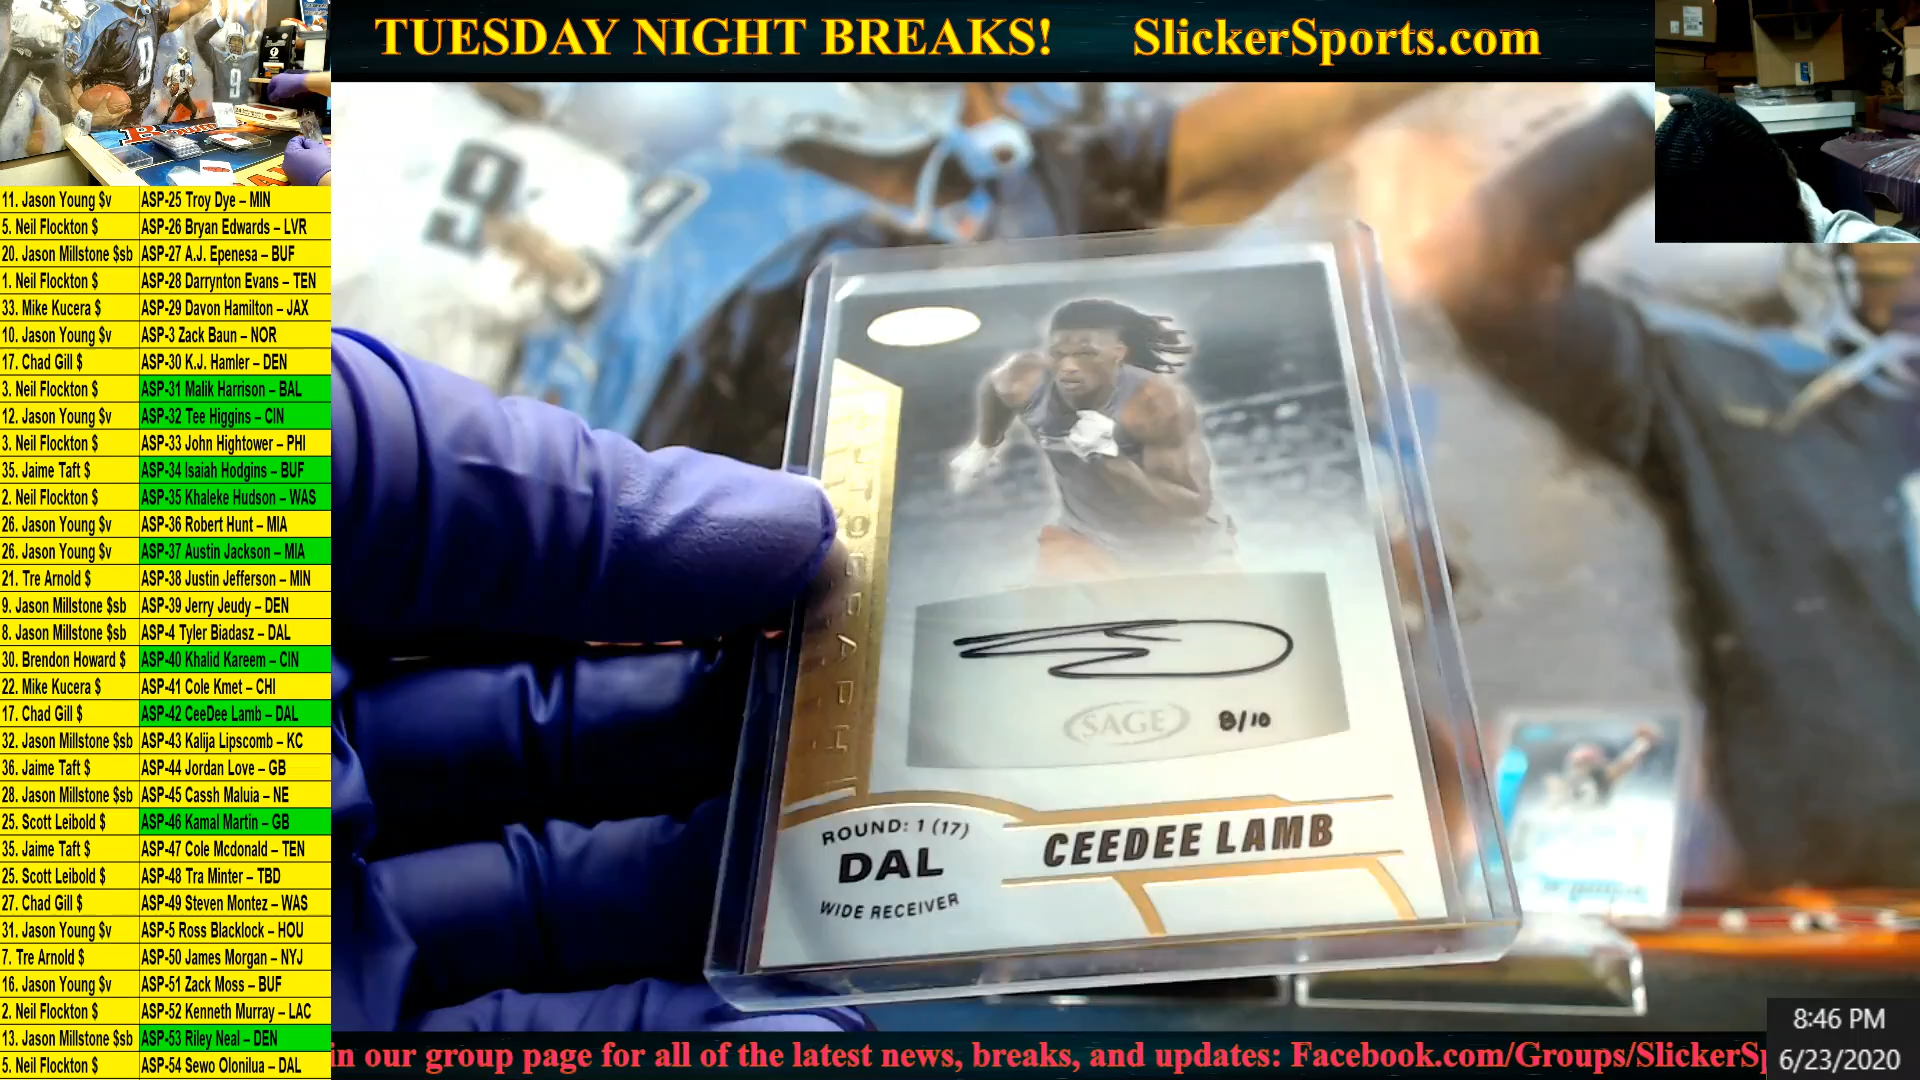 TUESDAY NIGHT BREAKS! SlickerSports.com
11. Jason Young $v ASP-25 Troy Dye – MIN
5. Neil Flockton $ ASP-26 Bryan Edwards – LVR
20. Jason Millstone $sb ASP-27 A.J. Epenesa – BUF
1. Neil Flockton $ ASP-28 Darrynton Evans – TEN
33. Mike Kucera $ ASP-29 Davon Hamilton – JAX
10. Jason Young $v ASP-3 Zack Baun – NOR
17. Chad Gill $ ASP-30 K.J. Hamler – DEN
3. Neil Flockton $ ASP-31 Malik Harrison – BAL
12. Jason Young $v ASP-32 Tee Higgins – CIN
3. Neil Flockton $ ASP-33 John Hightower – PHI
35. Jaime Taft $ ASP-34 Isaiah Hodgins – BUF
2. Neil Flockton $ ASP-35 Khaleke Hudson – WAS
26. Jason Young $v ASP-36 Robert Hunt – MIA
26. Jason Young $v ASP-37 Austin Jackson – MIA
21. Tre Arnold $ ASP-38 Justin Jefferson – MIN
9. Jason Millstone $sb ASP-39 Jerry Jeudy – DEN
8. Jason Millstone $sb ASP-4 Tyler Biadasz – DAL
30. Brendon Howard $ ASP-40 Khalid Kareem – CIN
22. Mike Kucera $ ASP-41 Cole Kmet – CHI
17. Chad Gill $ ASP-42 CeeDee Lamb – DAL
32. Jason Millstone $sb ASP-43 Kalija Lipscomb – KC
36. Jaime Taft $ ASP-44 Jordan Love – GB
28. Jason Millstone $sb ASP-45 Cassh Maluia – NE
25. Scott Leibold $ ASP-46 Kamal Martin – GB
35. Jaime Taft $ ASP-47 Cole Mcdonald – TEN
25. Scott Leibold $ ASP-48 Tra Minter – TBD
27. Chad Gill $ ASP-49 Steven Montez – WAS
31. Jason Young $v ASP-5 Ross Blacklock – HOU
7. Tre Arnold $ ASP-50 James Morgan – NYJ
16. Jason Young $v ASP-51 Zack Moss – BUF
2. Neil Flockton $ ASP-52 Kenneth Murray – LAC
13. Jason Millstone $sb ASP-53 Riley Neal – DEN
5. Neil Flockton $ ASP-54 Sewo Olonilua – DAL
9
9
AUTOGRAPH
SAGE 8/10
ROUND: 1 (17)
DAL
WIDE RECEIVER
CEEDEE LAMB
in our group page for all of the latest news, breaks, and updates: Facebook.com/Groups/SlickerSp
8:46 PM
6/23/2020